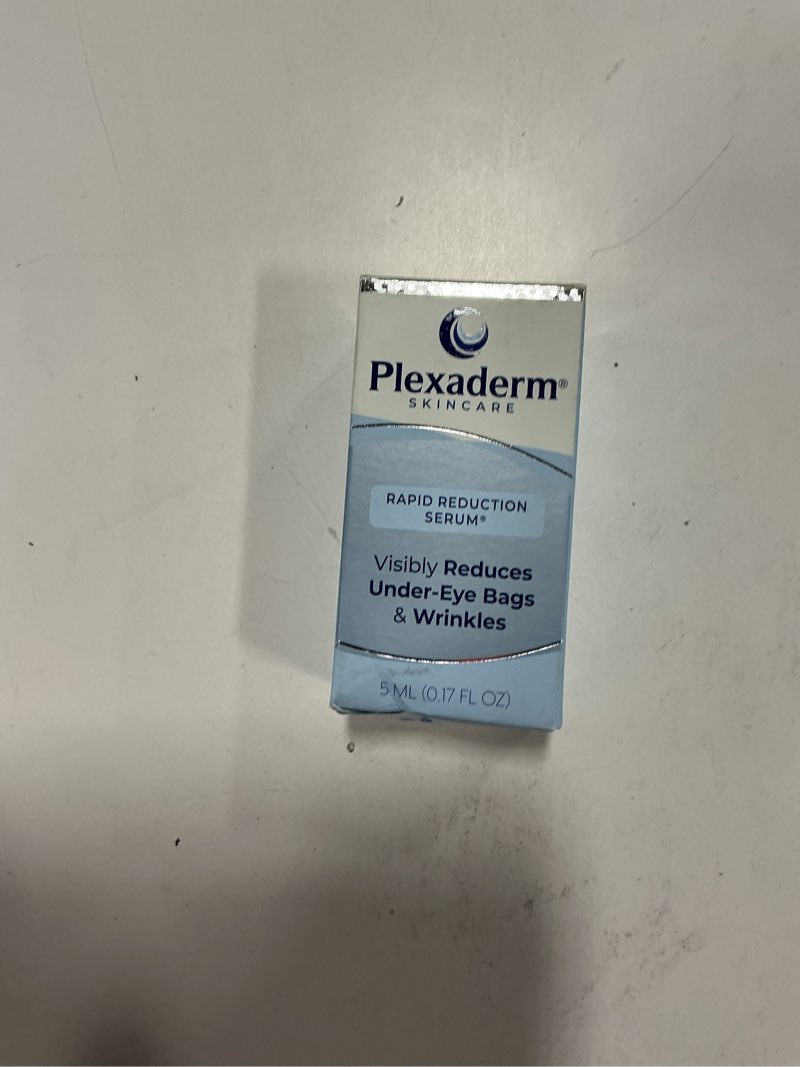 Plexaderm®
SKINCARE
RAPID REDUCTION
SERUM®
Visibly Reduces
Under-Eye Bags
& Wrinkles
5 ML (0.17 FL OZ)